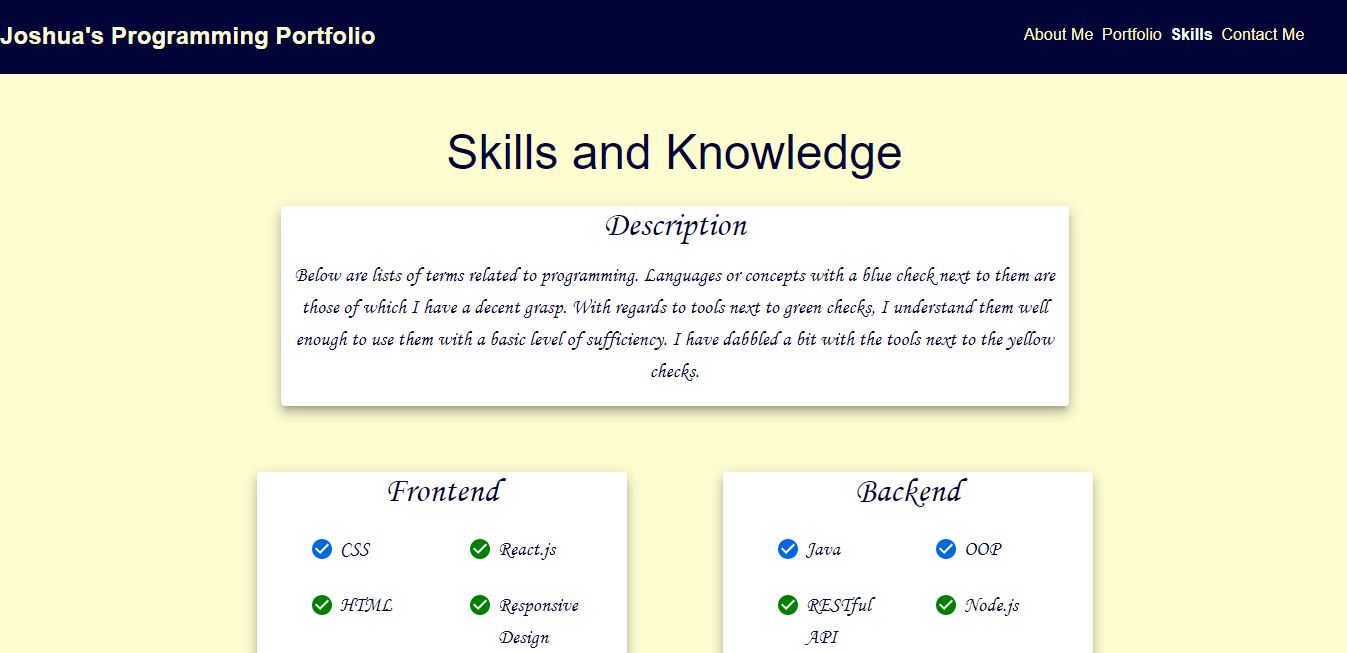 Joshua's Programming Portfolio
About Me Portfolio Skills Contact Me
Skills and Knowledge
Description
Below are lists of terms related to programming. Languages or concepts with a blue check next to them are
those of which I have a decent grasp. With regards to tools next to green checks, I understand them well
enough to use them with a basic level of sufficiency. I have dabbled a bit with the tools next to the yellow
checks.
Frontend
CSS
React.js
HTML
Responsive
Design
Backend
Java
OOP
RESTful
API
Node.js